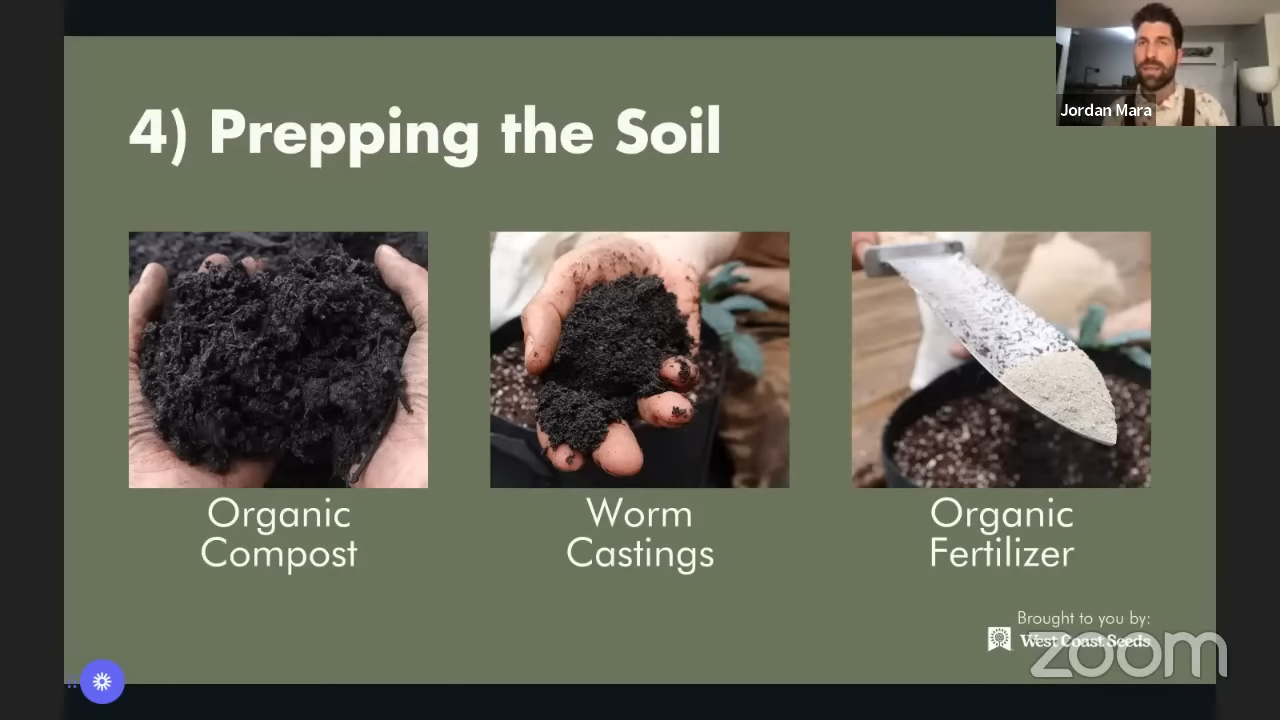 Jordan Mara
4) Prepping the Soil
Organic
Compost
Worm
Castings
Organic
Fertilizer
Brought to you by:
West Coast Seeds
zoom